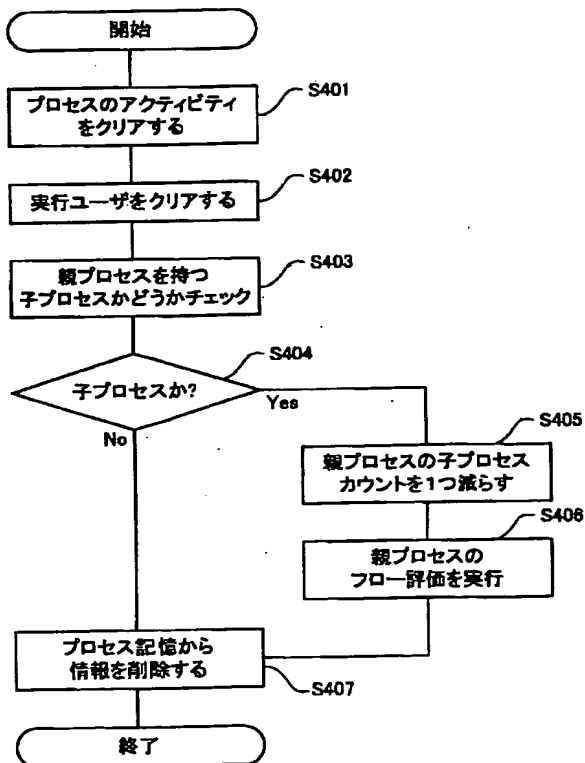 開始
プロセスのアクティビティ
をクリアする
S401
実行ユーザをクリアする
S402
親プロセスを持つ
子プロセスかどうかチェック
S403
子プロセスか?
S404
Yes
No
親プロセスの子プロセス
カウントを1つ減らす
S405
親プロセスの
フロー評価を実行
S406
プロセス記憶から
情報を削除する
S407
終了